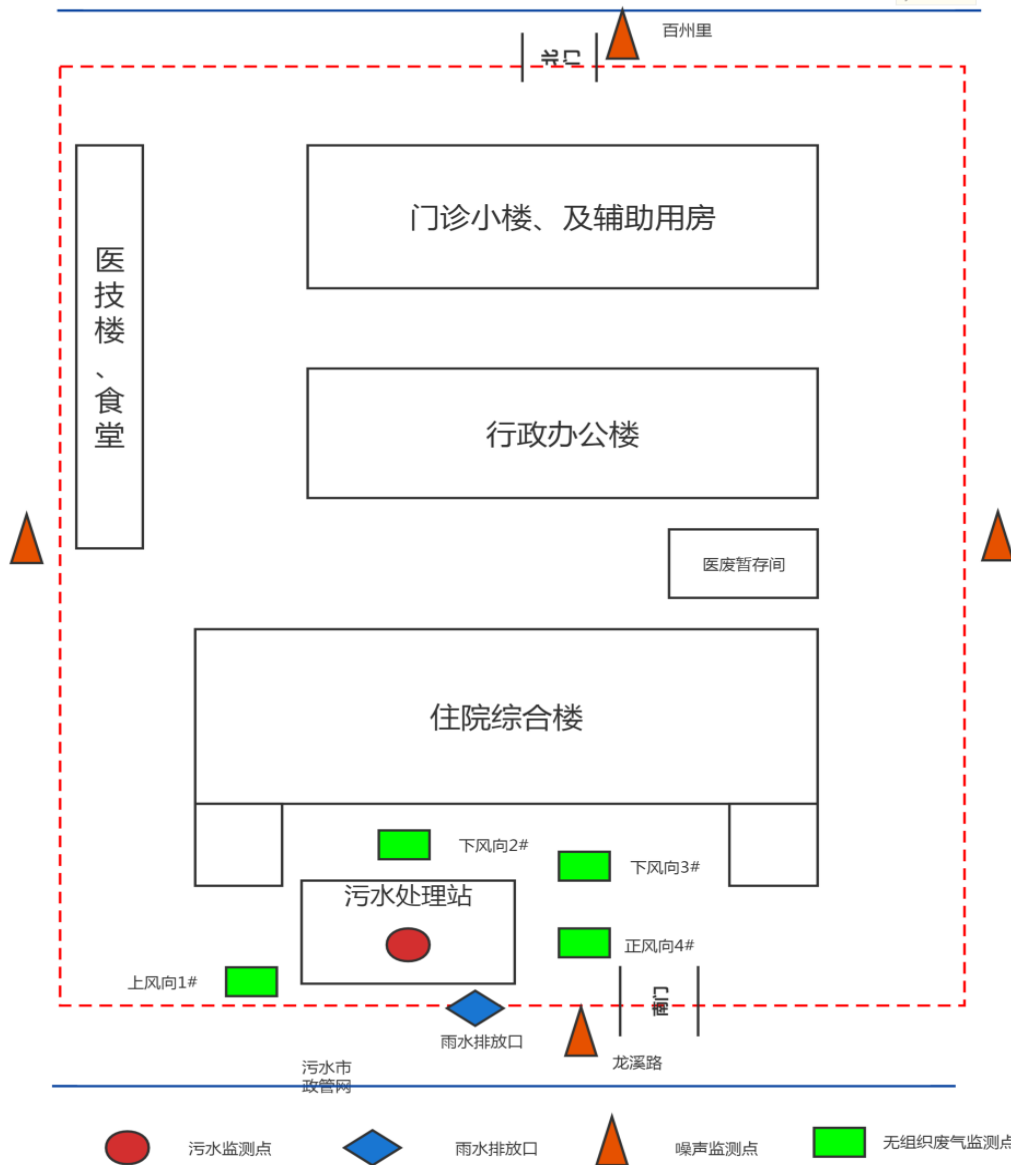 百州里
北门
门诊小楼、及辅助用房
医技楼、食堂
行政办公楼
医废暂存间
住院综合楼
下风向2#
下风向3#
污水处理站
正风向4#
上风向1#
南门
雨水排放口
龙溪路
污水市
政管网
污水监测点
雨水排放口
噪声监测点
无组织废气监测点